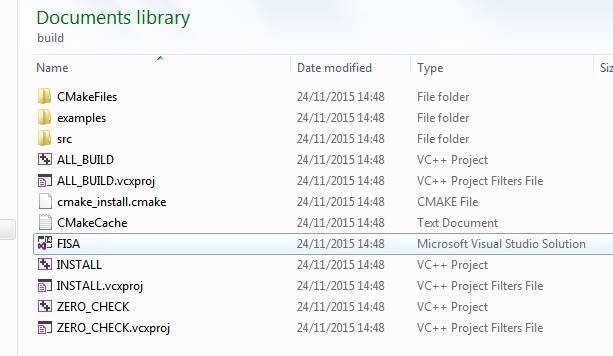 Documents library
build
Name Date modified Type Siz
CMakeFiles 24/11/2015 14:48 File folder
examples 24/11/2015 14:48 File folder
src 24/11/2015 14:48 File folder
ALL_BUILD 24/11/2015 14:48 VC++ Project
ALL_BUILD.vcxproj 24/11/2015 14:48 VC++ Project Filters File
cmake_install.cmake 24/11/2015 14:48 CMAKE File
CMakeCache 24/11/2015 14:48 Text Document
FISA 24/11/2015 14:48 Microsoft Visual Studio Solution
INSTALL 24/11/2015 14:48 VC++ Project
INSTALL.vcxproj 24/11/2015 14:48 VC++ Project Filters File
ZERO_CHECK 24/11/2015 14:48 VC++ Project
ZERO_CHECK.vcxproj 24/11/2015 14:48 VC++ Project Filters File